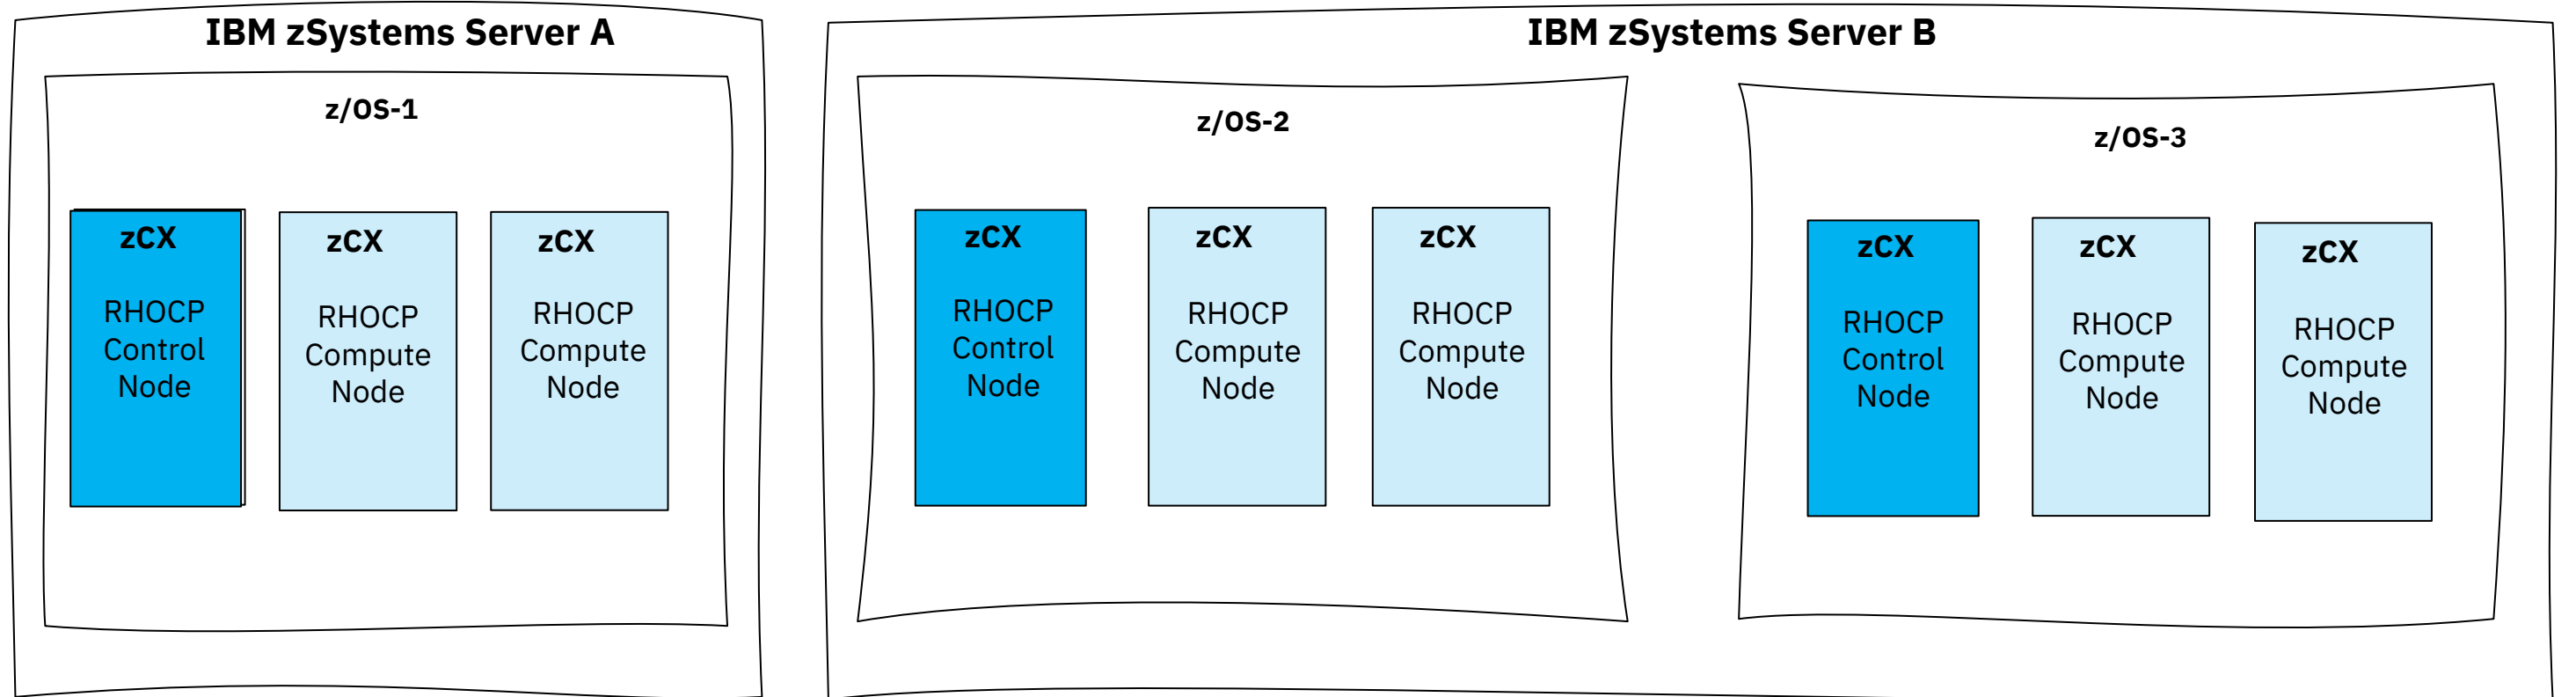 IBM zSystems Server A
z/OS-1
zCX
RHOCP
Control
Node
zCX
RHOCP
Compute
Node
zCX
RHOCP
Compute
Node
IBM zSystems Server B
z/OS-2
zCX
RHOCP
Control
Node
zCX
RHOCP
Compute
Node
zCX
RHOCP
Compute
Node
z/OS-3
zCX
RHOCP
Control
Node
zCX
RHOCP
Compute
Node
zCX
RHOCP
Compute
Node